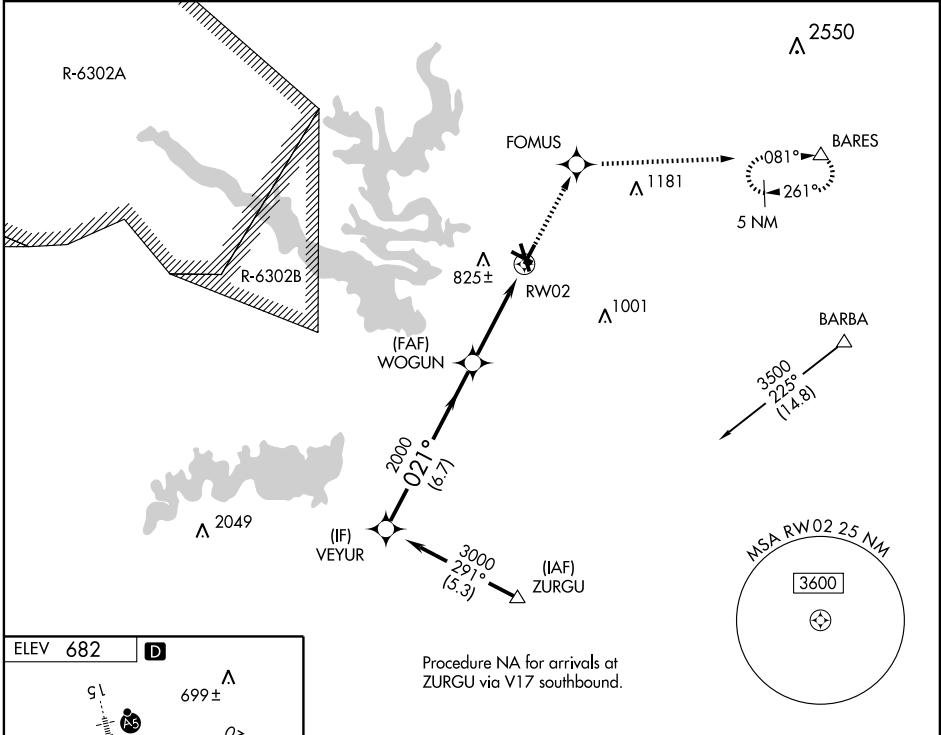 2550
R-6302A
FOMUS
BARES
081°
261°
1181
5 NM
R-6302B
825±
RW02
1001
BARBA
(FAF)
WOGUN
3500
225°
(14.8)
2000
021°
(6.7)
2049
(IF)
VEYUR
3000
291°
(5.3)
(IAF)
ZURGU
MSA RW02 25 NM
3600
ELEV 682 D
Procedure NA for arrivals at
ZURGU via V17 southbound.
699±
15
A5